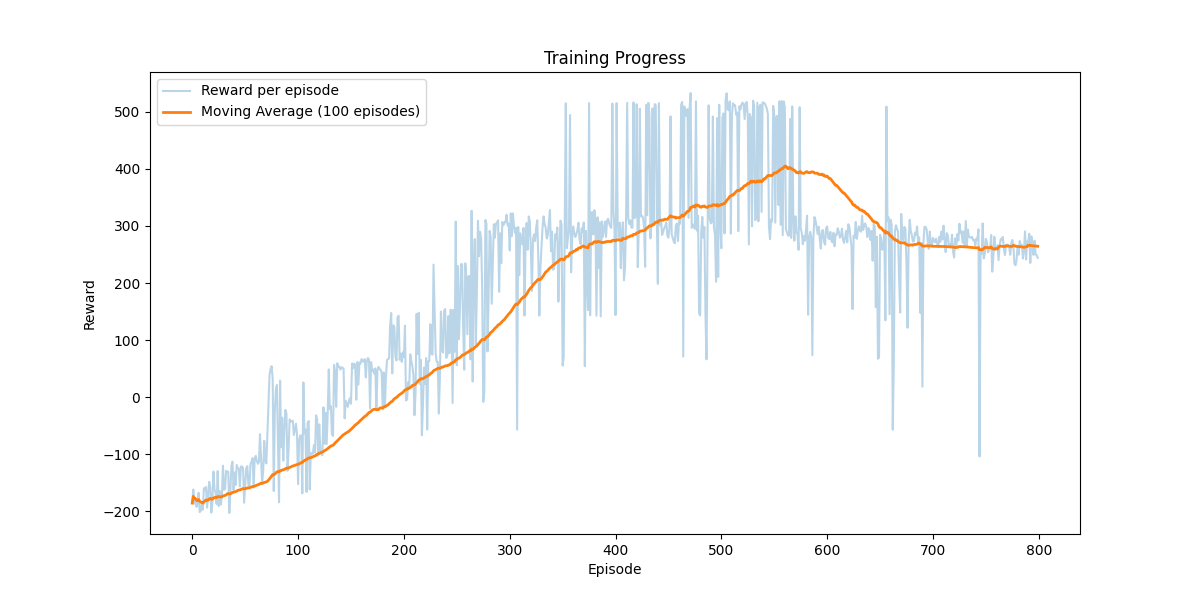 Training Progress
Reward per episode
Moving Average (100 episodes)
500
400
300
200
100
0
−100
−200
Reward
0 100 200 300 400 500 600 700 800
Episode